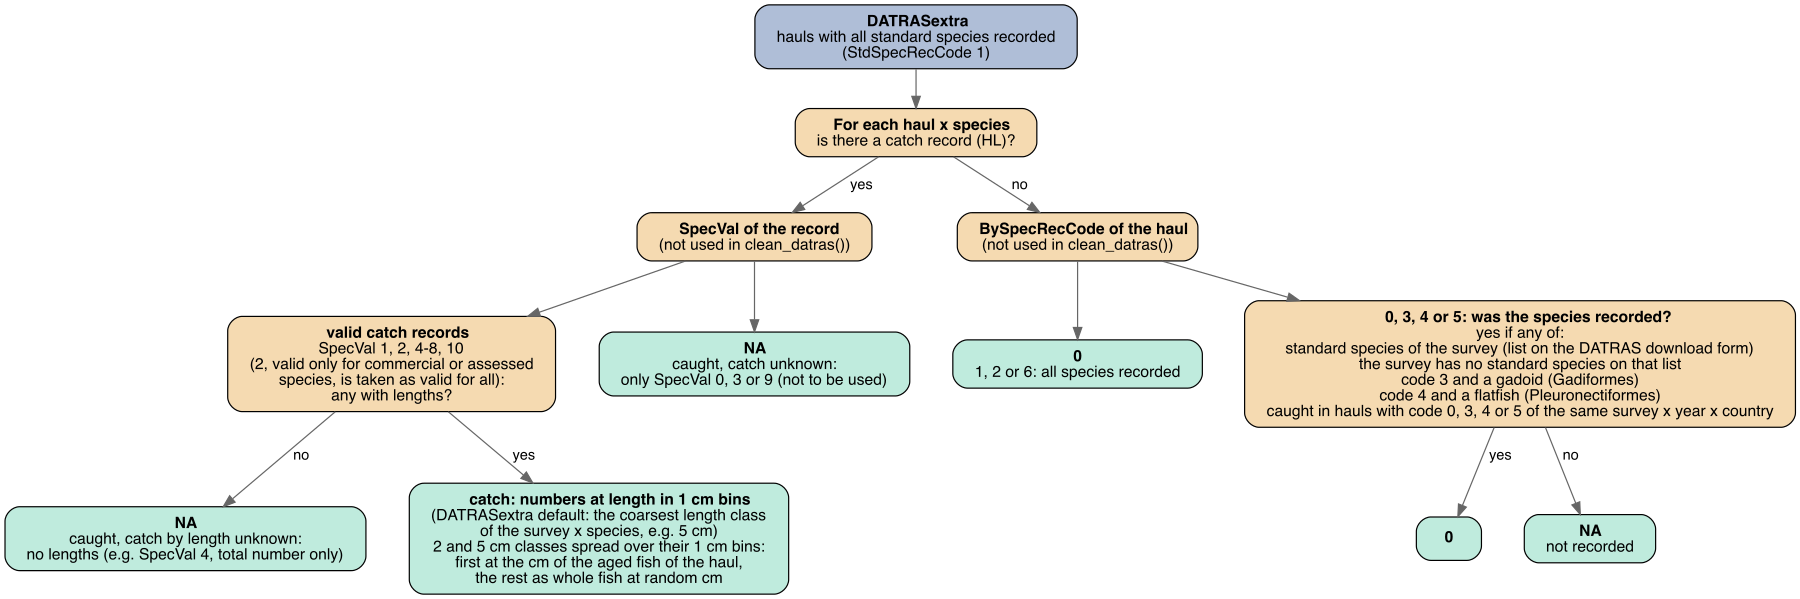 DATRASextra
hauls with all standard species recorded
(StdSpecRecCode 1)
For each haul x species
is there a catch record (HL)?
yes
no
SpecVal of the record
(not used in clean_datras())
BySpecRecCode of the haul
(not used in clean_datras())
valid catch records
SpecVal 1, 2, 4-8, 10
(2, valid only for commercial or assessed
species, is taken as valid for all):
any with lengths?
NA
caught, catch unknown:
only SpecVal 0, 3 or 9 (not to be used)
0
1, 2 or 6: all species recorded
0, 3, 4 or 5: was the species recorded?
yes if any of:
standard species of the survey (list on the DATRAS download form)
the survey has no standard species on that list
code 3 and a gadoid (Gadiformes)
code 4 and a flatfish (Pleuronectiformes)
caught in hauls with code 0, 3, 4 or 5 of the same survey x year x country
no
yes
yes
no
NA
caught, catch by length unknown:
no lengths (e.g. SpecVal 4, total number only)
catch: numbers at length in 1 cm bins
(DATRASextra default: the coarsest length class
of the survey x species, e.g. 5 cm)
2 and 5 cm classes spread over their 1 cm bins:
first at the cm of the aged fish of the haul,
the rest as whole fish at random cm
0
NA
not recorded